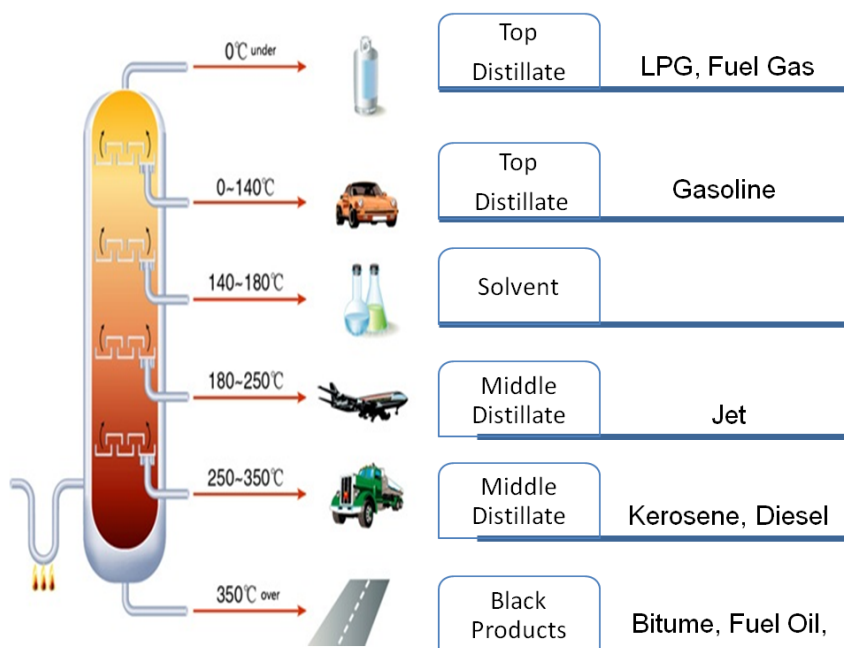 0℃ under
Top
Distillate
LPG, Fuel Gas
0~140℃
Top
Distillate
Gasoline
140~180℃
Solvent
180~250℃
Middle
Distillate
Jet
250~350℃
Middle
Distillate
Kerosene, Diesel
350℃ over
Black
Products
Bitume, Fuel Oil,